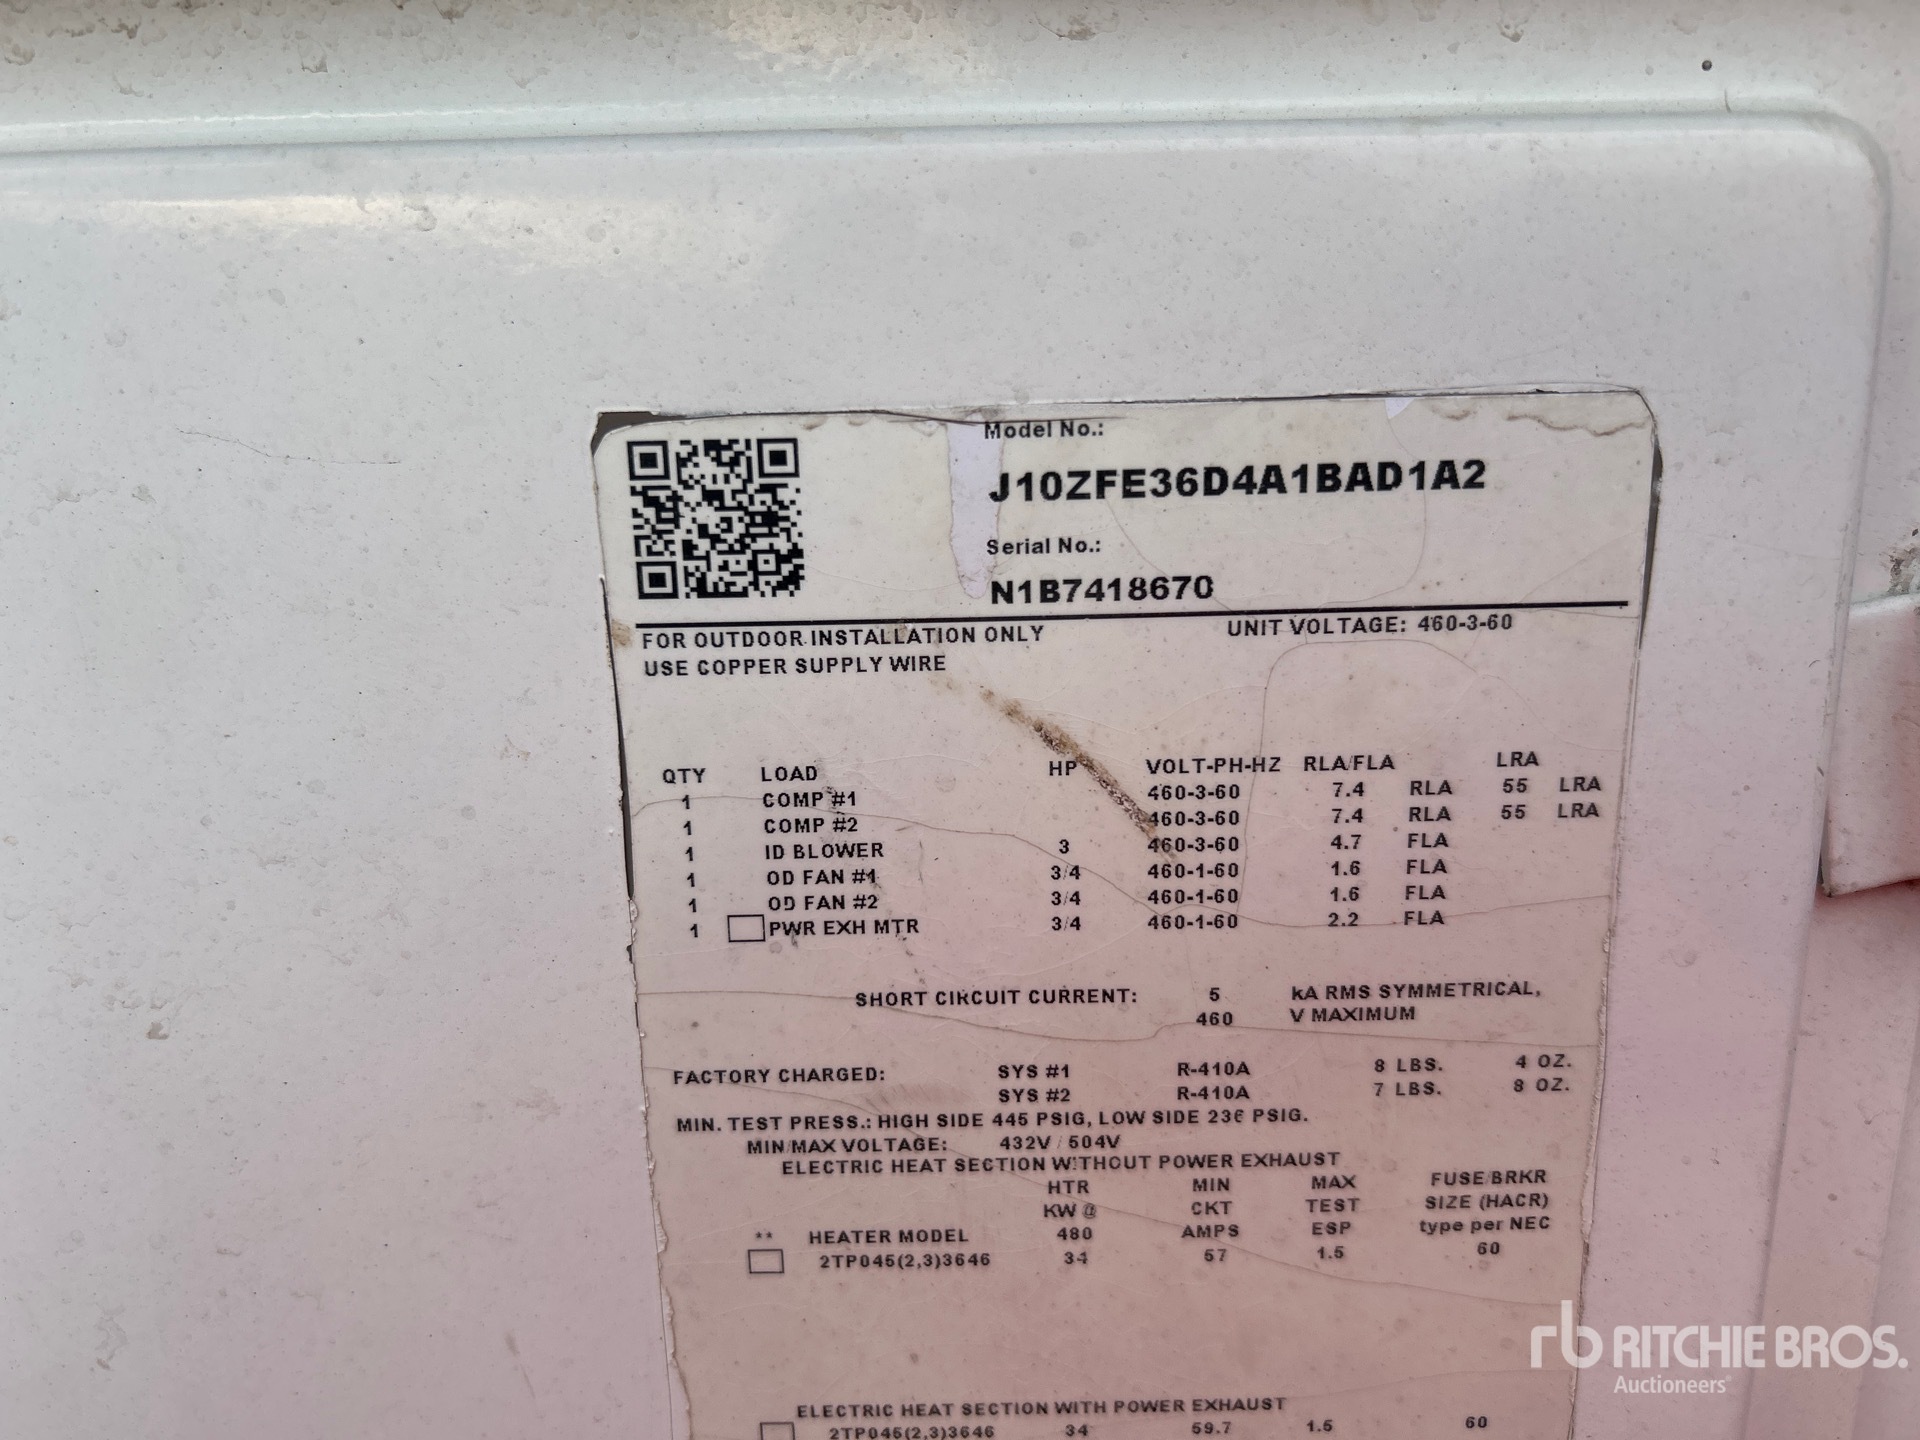 Model No.:
J10ZFE36D4A1BAD1A2
Serial No.:
N1B7418670
FOR OUTDOOR INSTALLATION ONLY UNIT VOLTAGE: 460-3-60
USE COPPER SUPPLY WIRE
QTY LOAD HP VOLT-PH-HZ RLA/FLA LRA
1 COMP #1 460-3-60 7.4 RLA 55 LRA
1 COMP #2 460-3-60 7.4 RLA 55 LRA
1 ID BLOWER 3 460-3-60 4.7 FLA
1 OD FAN #1 3/4 460-1-60 1.6 FLA
1 OD FAN #2 3/4 460-1-60 1.6 FLA
1 PWR EXH MTR 3/4 460-1-60 2.2 FLA
SHORT CIRCUIT CURRENT: 5 kA RMS SYMMETRICAL,
460 V MAXIMUM
FACTORY CHARGED: SYS #1 R-410A 8 LBS. 4 OZ.
SYS #2 R-410A 7 LBS. 8 OZ.
MIN. TEST PRESS.: HIGH SIDE 445 PSIG, LOW SIDE 236 PSIG.
MIN/MAX VOLTAGE: 432V / 504V
ELECTRIC HEAT SECTION WITHOUT POWER EXHAUST
HTR MIN MAX FUSE/BRKR
KW @ CKT TEST SIZE (HACR)
** HEATER MODEL 480 AMPS ESP type per NEC
2TP045(2,3)3646 34 57 1.5 60
ELECTRIC HEAT SECTION WITH POWER EXHAUST
2TP045(2,3)3646 34 59.7 1.5 60
rb RITCHIE BROS.
Auctioneers